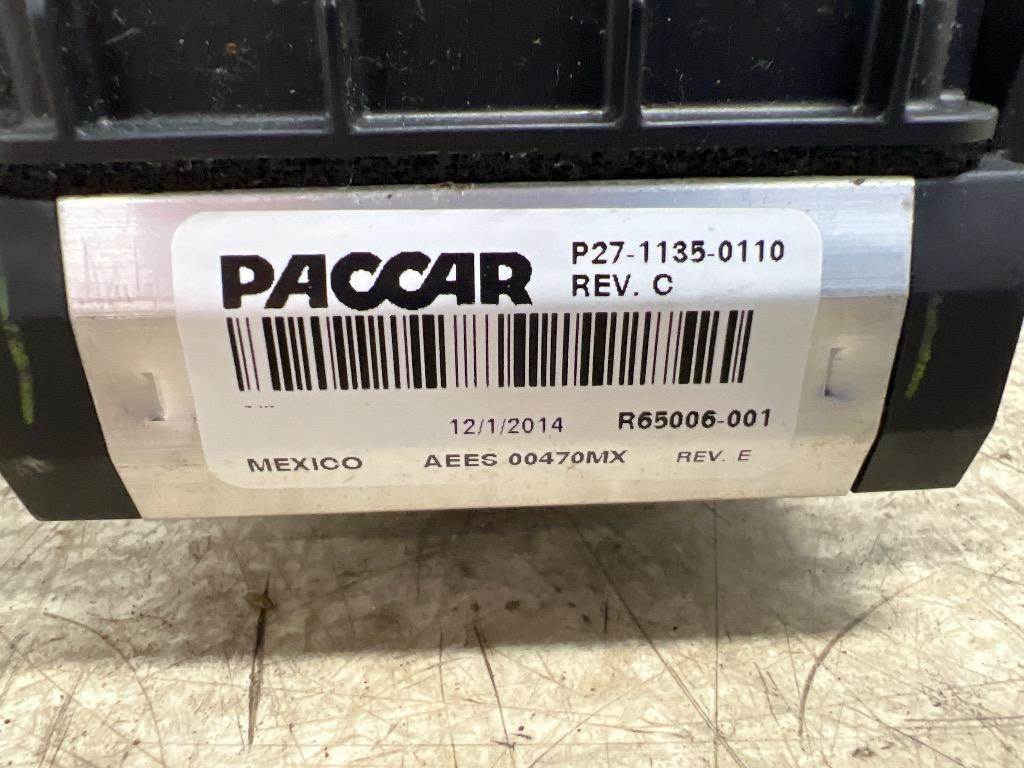 PACCAR P27-1135-0110
REV. C
12/1/2014 R65006-001
MEXICO AEES 00470MX REV. E